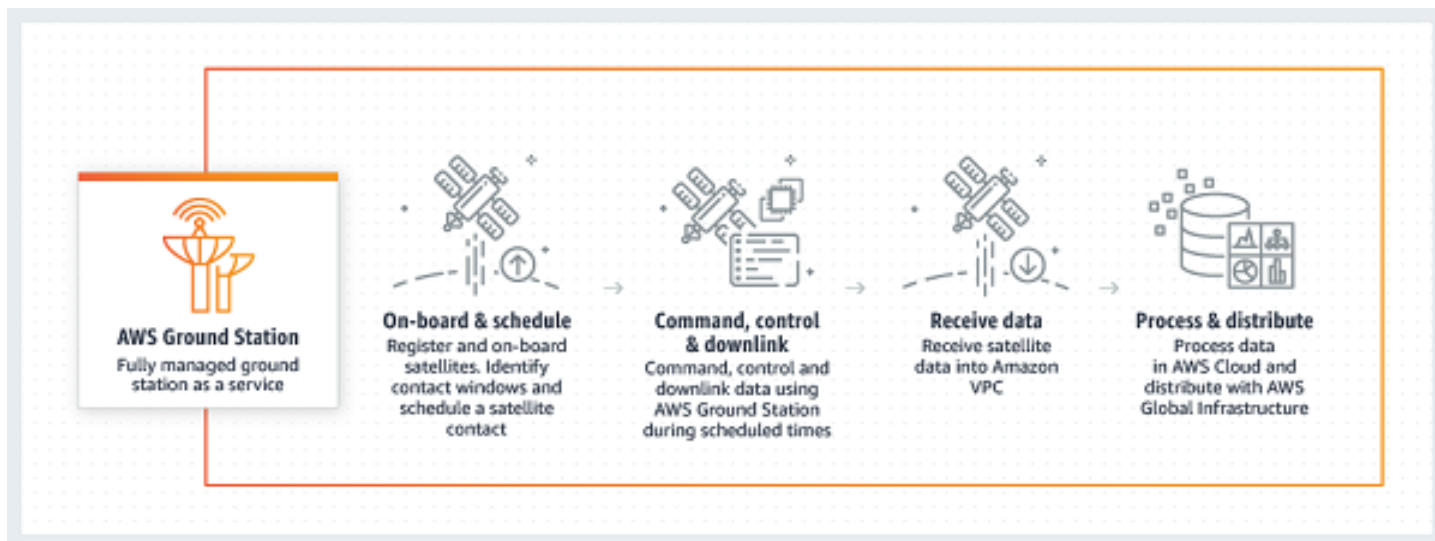 AWS Ground Station
Fully managed ground
station as a service
On-board & schedule
Register and on-board
satellites. Identify
contact windows and
schedule a satellite
contact
Command, control
& downlink
Command, control and
downlink data using
AWS Ground Station
during scheduled times
Receive data
Receive satellite
data into Amazon
VPC
Process & distribute
Process data
in AWS Cloud and
distribute with AWS
Global Infrastructure